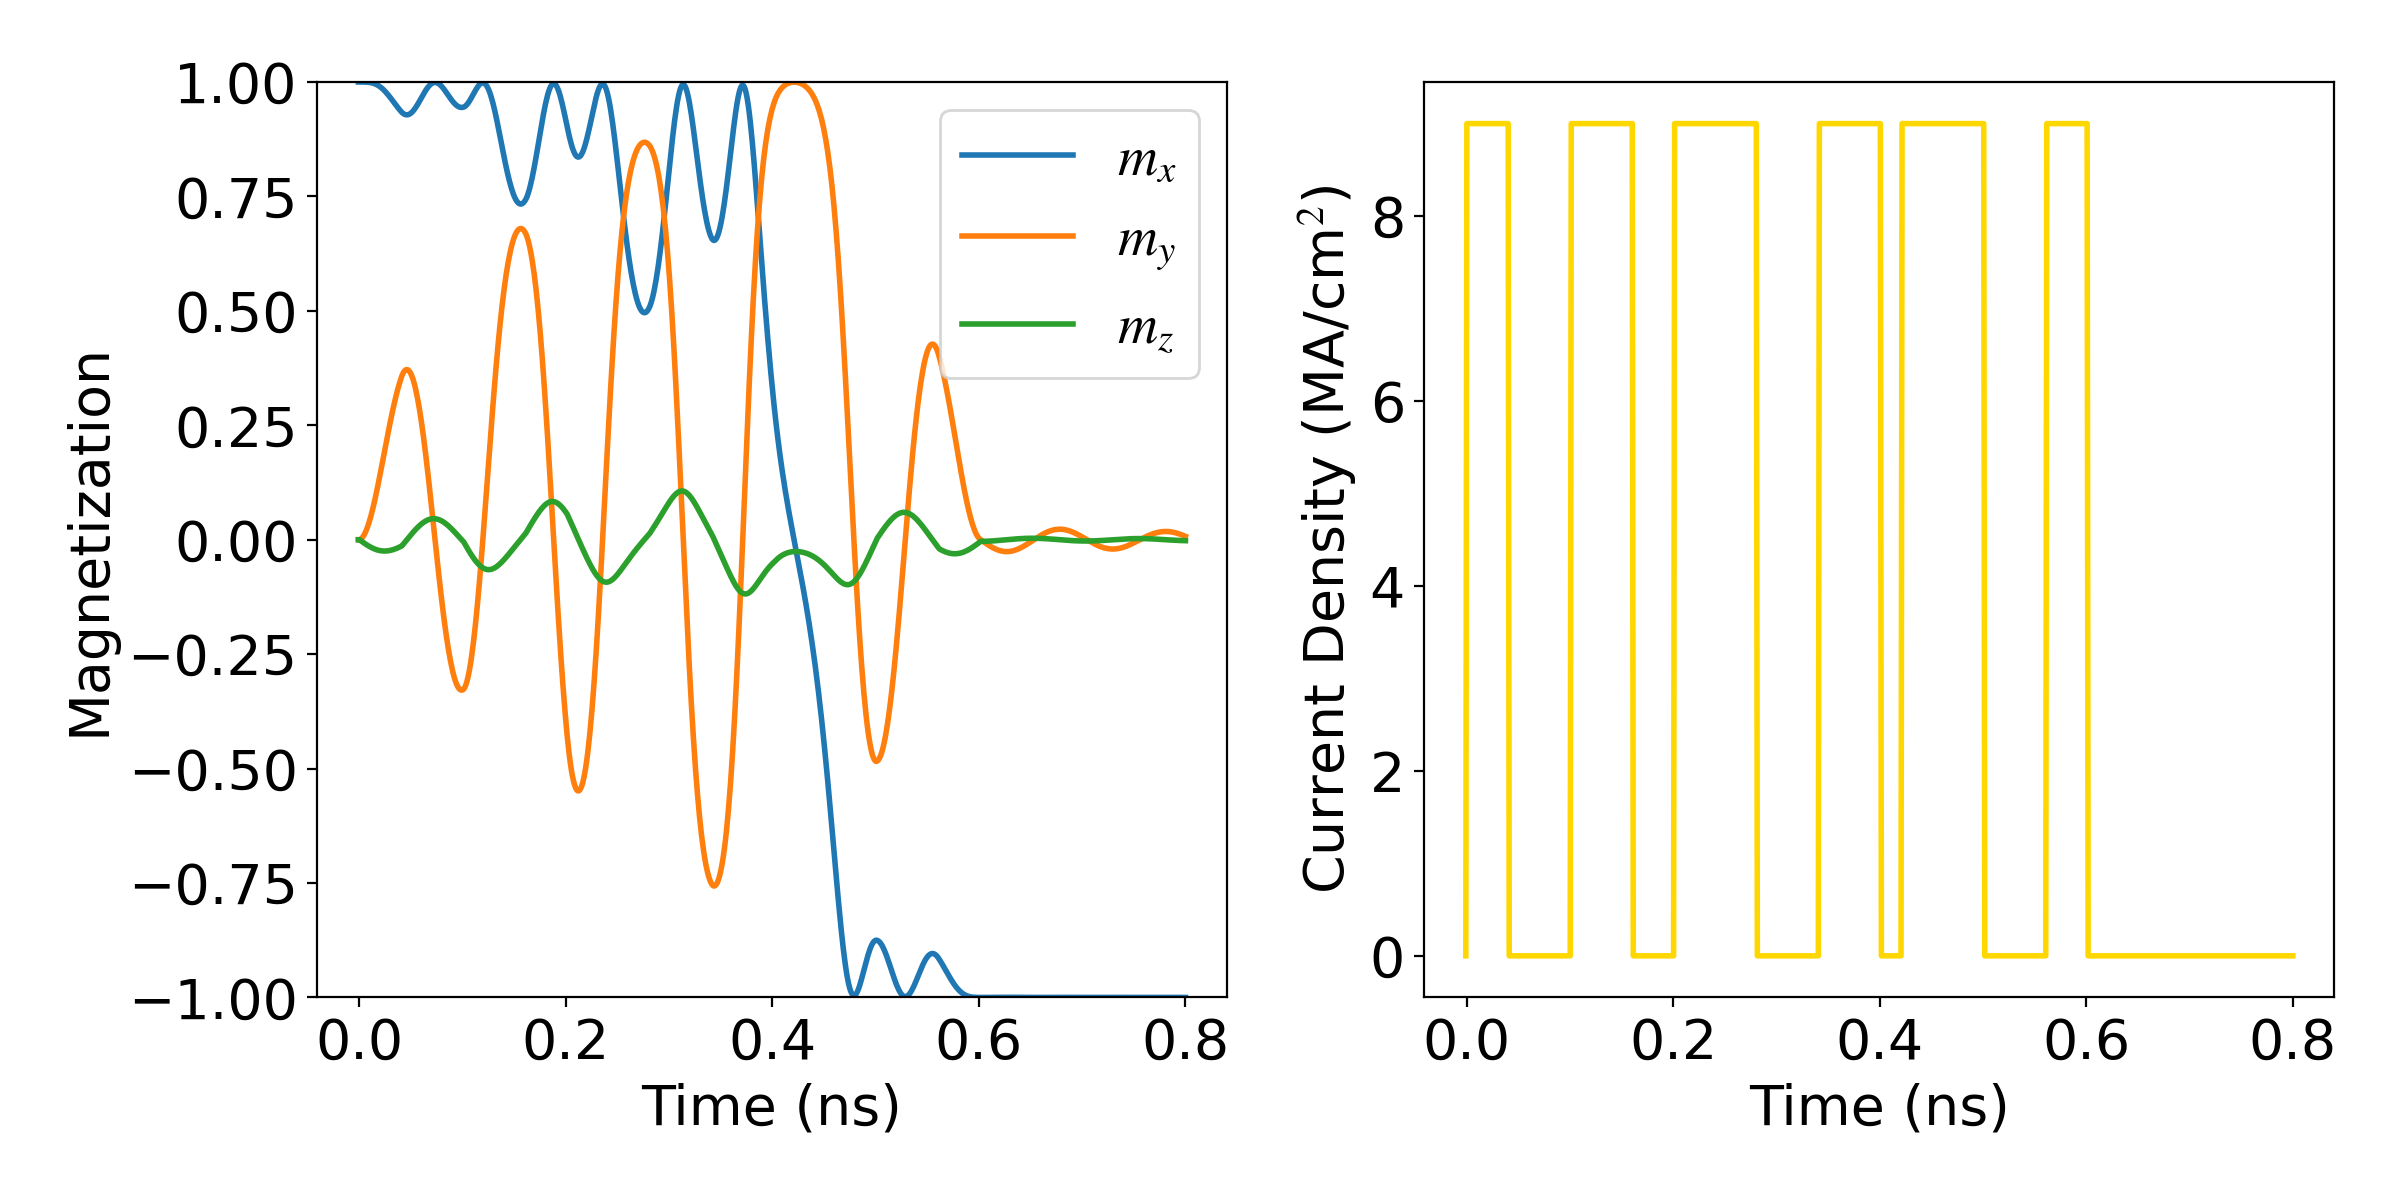 1.00
0.75
0.50
0.25
0.00
−0.25
−0.50
−0.75
−1.00
Magnetization
0.0 0.2 0.4 0.6 0.8
Time (ns)
mₓ
m_y
m_z
8
6
4
2
0
Current Density (MA/cm²)
0.0 0.2 0.4 0.6 0.8
Time (ns)